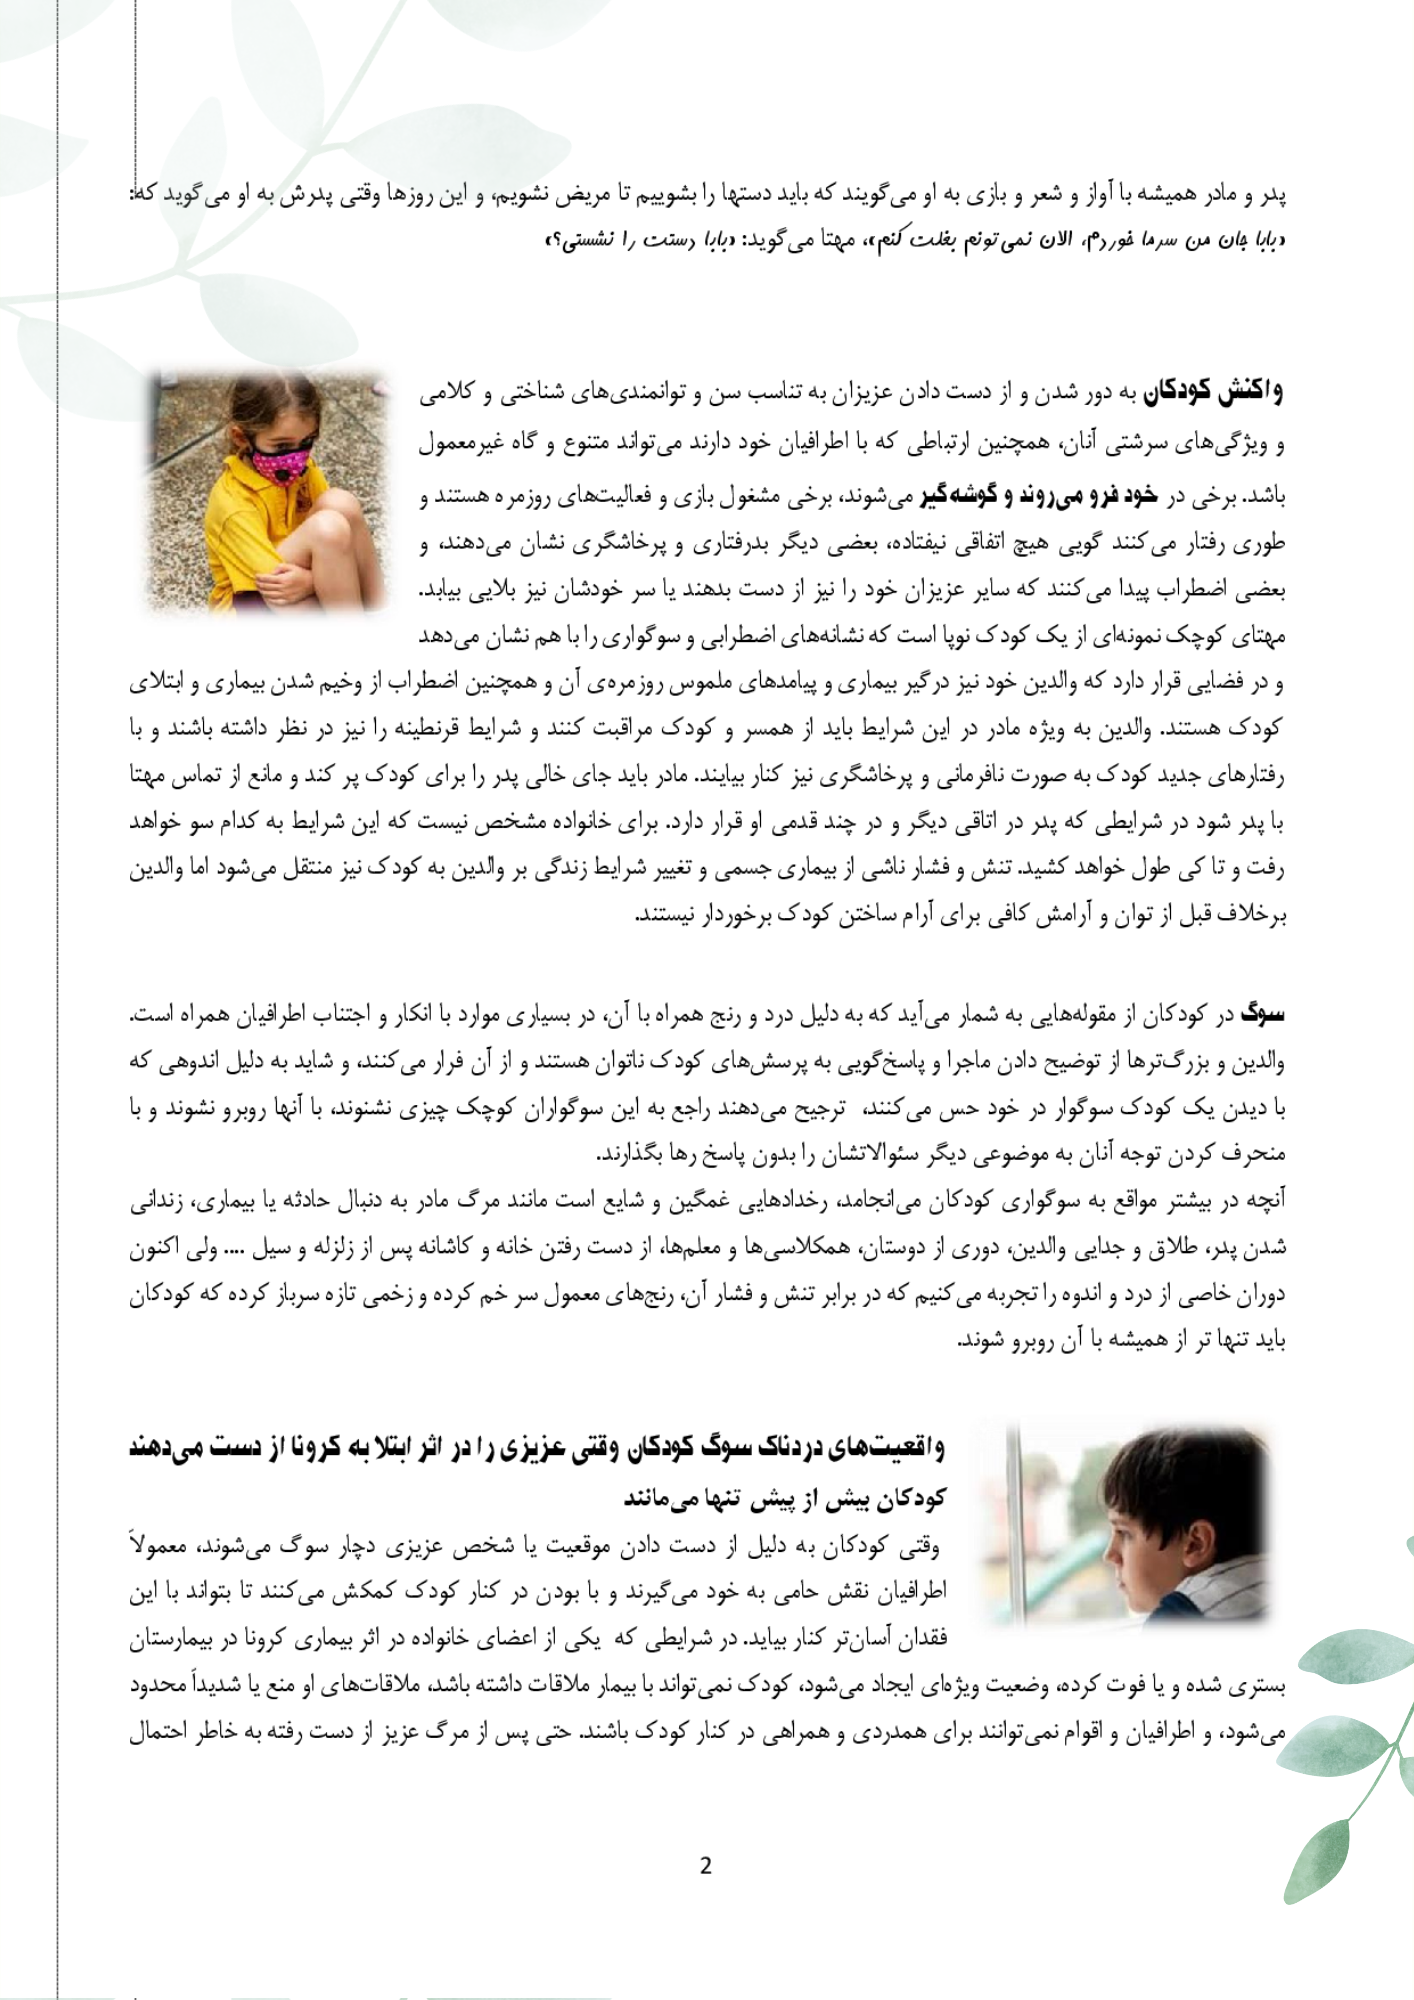 پدر و مادر همیشه با آواز و شعر و بازی به او می‌گویند که باید دستها را بشوییم تا مریض نشویم، و این روزها وقتی پدرش به او می‌گوید که:
«بابا جان من سرما خوردم، الان نمی‌تونم بغلت کنم»، مهتا می‌گوید: «بابا دستت را نشستی؟»
واکنش کودکان به دور شدن و از دست دادن عزیزان به تناسب سن و توانمندی‌های شناختی و کلامی
و ویژگی‌های سرشتی آنان، همچنین ارتباطی که با اطرافیان خود دارند می‌تواند متنوع و گاه غیرمعمول
باشد. برخی در خود فرو می‌روند و گوشه‌گیر می‌شوند، برخی مشغول بازی و فعالیت‌های روزمره هستند و
طوری رفتار می‌کنند گویی هیچ اتفاقی نیفتاده، بعضی دیگر بدرفتاری و پرخاشگری نشان می‌دهند، و
بعضی اضطراب پیدا می‌کنند که سایر عزیزان خود را نیز از دست بدهند یا سر خودشان نیز بلایی بیابد.
مهتای کوچک نمونه‌ای از یک کودک نوپا است که نشانه‌های اضطرابی و سوگواری را با هم نشان می‌دهد
و در فضایی قرار دارد که والدین خود نیز درگیر بیماری و پیامدهای ملموس روزمره‌ی آن و همچنین اضطراب از وخیم شدن بیماری و ابتلای
کودک هستند. والدین به ویژه مادر در این شرایط باید از همسر و کودک مراقبت کنند و شرایط قرنطینه را نیز در نظر داشته باشند و با
رفتارهای جدید کودک به صورت نافرمانی و پرخاشگری نیز کنار بیایند. مادر باید جای خالی پدر را برای کودک پر کند و مانع از تماس مهتا
با پدر شود در شرایطی که پدر در اتاقی دیگر و در چند قدمی او قرار دارد. برای خانواده مشخص نیست که این شرایط به کدام سو خواهد
رفت و تا کی طول خواهد کشید. تنش و فشار ناشی از بیماری جسمی و تغییر شرایط زندگی بر والدین به کودک نیز منتقل می‌شود اما والدین
برخلاف قبل از توان و آرامش کافی برای آرام ساختن کودک برخوردار نیستند.
سوگ در کودکان از مقوله‌هایی به شمار می‌آید که به دلیل درد و رنج همراه با آن، در بسیاری موارد با انکار و اجتناب اطرافیان همراه است.
والدین و بزرگ‌ترها از توضیح دادن ماجرا و پاسخ‌گویی به پرسش‌های کودک ناتوان هستند و از آن فرار می‌کنند، و شاید به دلیل اندوهی که
با دیدن یک کودک سوگوار در خود حس می‌کنند،  ترجیح می‌دهند راجع به این سوگواران کوچک چیزی نشنوند، با آنها روبرو نشوند و با
منحرف کردن توجه آنان به موضوعی دیگر سئوالاتشان را بدون پاسخ رها بگذارند.
آنچه در بیشتر مواقع به سوگواری کودکان می‌انجامد، رخدادهایی غمگین و شایع است مانند مرگ مادر به دنبال حادثه یا بیماری، زندانی
شدن پدر، طلاق و جدایی والدین، دوری از دوستان، همکلاسی‌ها و معلم‌ها، از دست رفتن خانه و کاشانه پس از زلزله و سیل .... ولی اکنون
دوران خاصی از درد و اندوه را تجربه می‌کنیم که در برابر تنش و فشار آن، رنج‌های معمول سر خم کرده و زخمی تازه سرباز کرده که کودکان
باید تنها تر از همیشه با آن روبرو شوند.
واقعیت‌های دردناک سوگ کودکان وقتی عزیزی را در اثر ابتلا به کرونا از دست می‌دهند
کودکان بیش از پیش تنها می‌مانند
وقتی کودکان به دلیل از دست دادن موقعیت یا شخص عزیزی دچار سوگ می‌شوند، معمولاً
اطرافیان نقش حامی به خود می‌گیرند و با بودن در کنار کودک کمکش می‌کنند تا بتواند با این
فقدان آسان‌تر کنار بیاید. در شرایطی که  یکی از اعضای خانواده در اثر بیماری کرونا در بیمارستان
بستری شده و یا فوت کرده، وضعیت ویژه‌ای ایجاد می‌شود، کودک نمی‌تواند با بیمار ملاقات داشته باشد، ملاقات‌های او منع یا شدیداً محدود
می‌شود، و اطرافیان و اقوام نمی‌توانند برای همدردی و همراهی در کنار کودک باشند. حتی پس از مرگ عزیز از دست رفته به خاطر احتمال
2